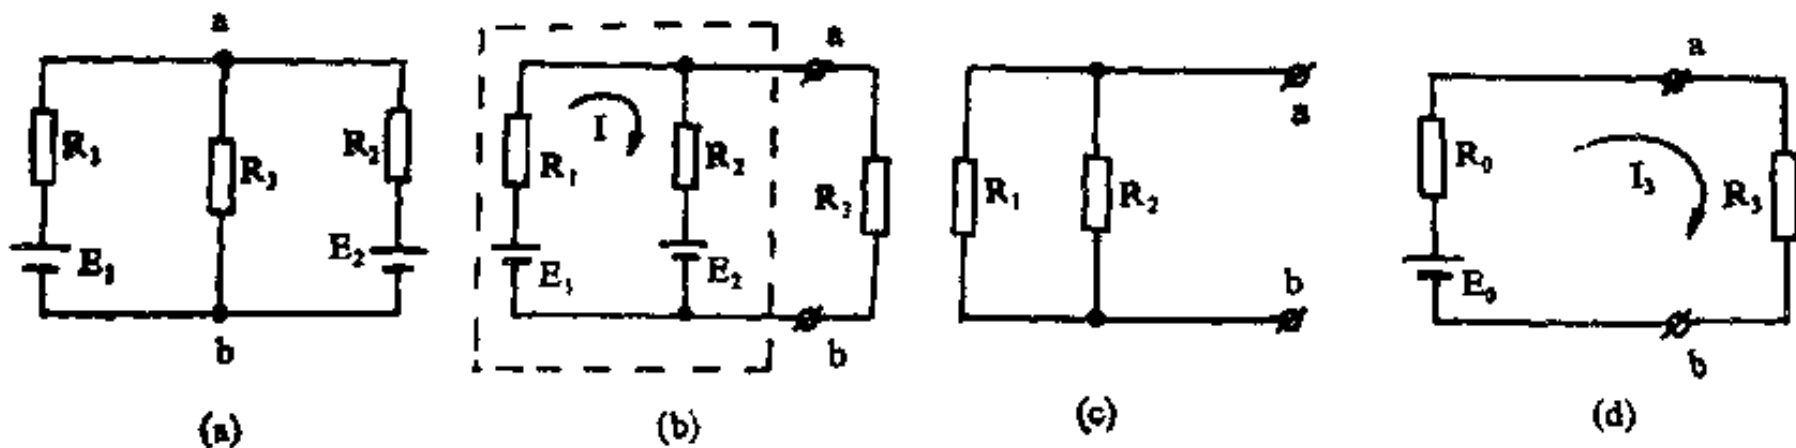 a
R₁
R₃
R₂
E₁
E₂
b
(a)
a
I
R₁
R₂
R₃
E₁
E₂
b
(b)
a
R₁
R₂
b
(c)
a
R₀
I₃
R₃
E₀
b
(d)